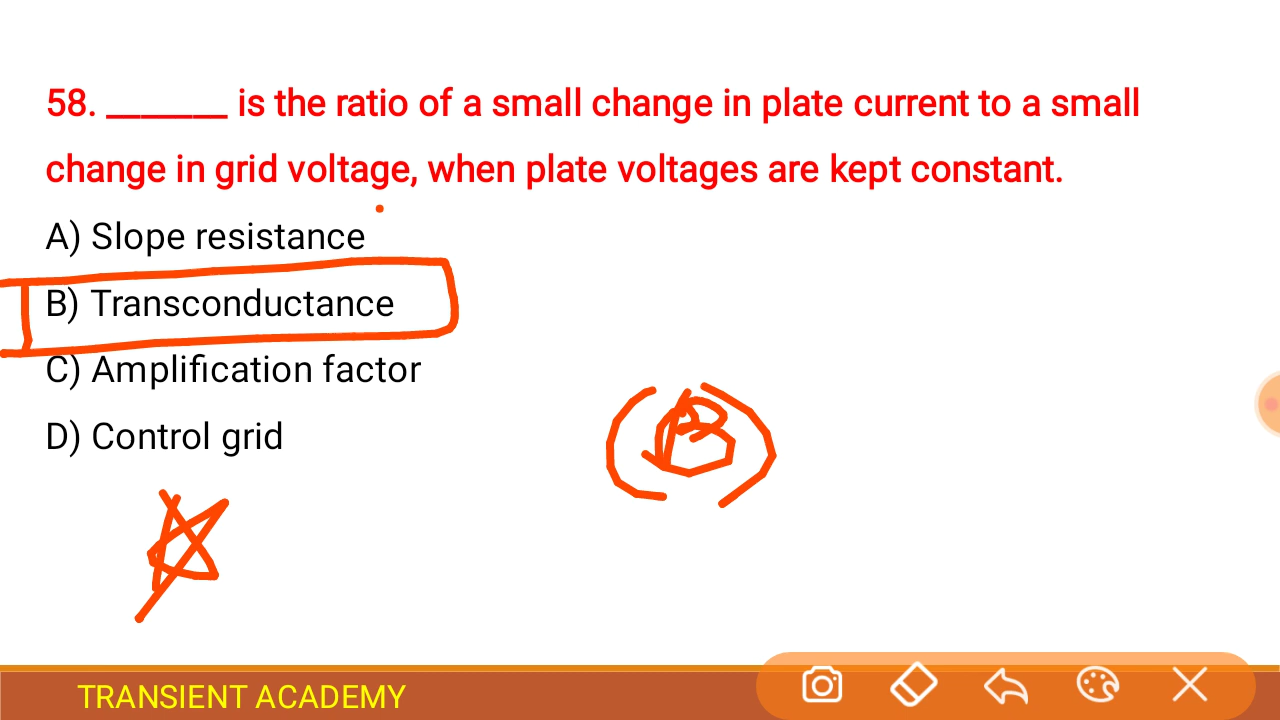 58. _______ is the ratio of a small change in plate current to a small
change in grid voltage, when plate voltages are kept constant.
A) Slope resistance
B) Transconductance
C) Amplification factor
D) Control grid
(B)
TRANSIENT ACADEMY